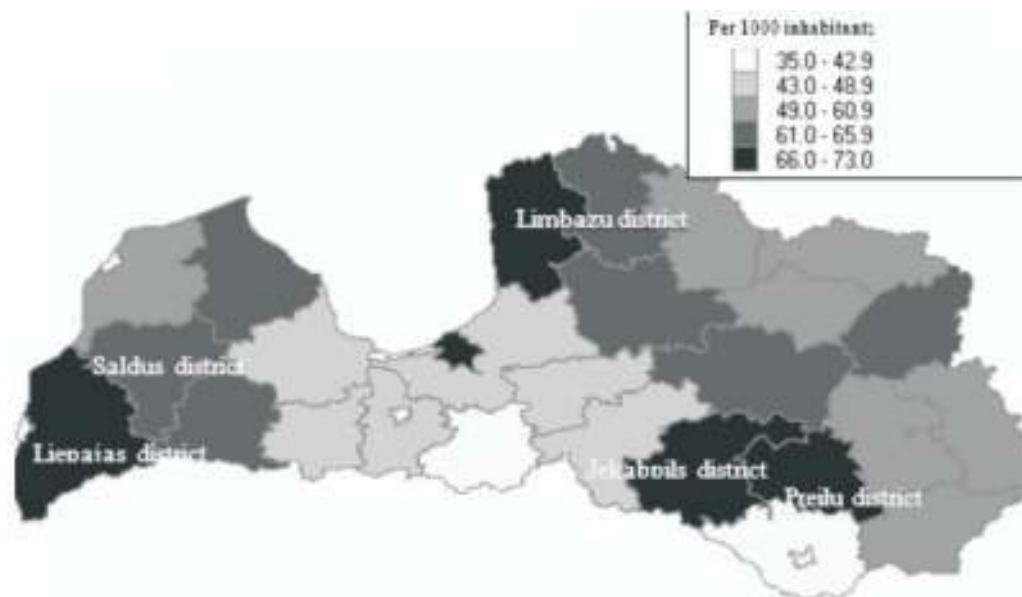 Per 1000 inhabitants
35.0 - 42.9
43.0 - 48.9
49.0 - 60.9
61.0 - 65.9
66.0 - 73.0
Limbazu district
Saldus district
Liepajas district
Jekabpils district
Preilu district